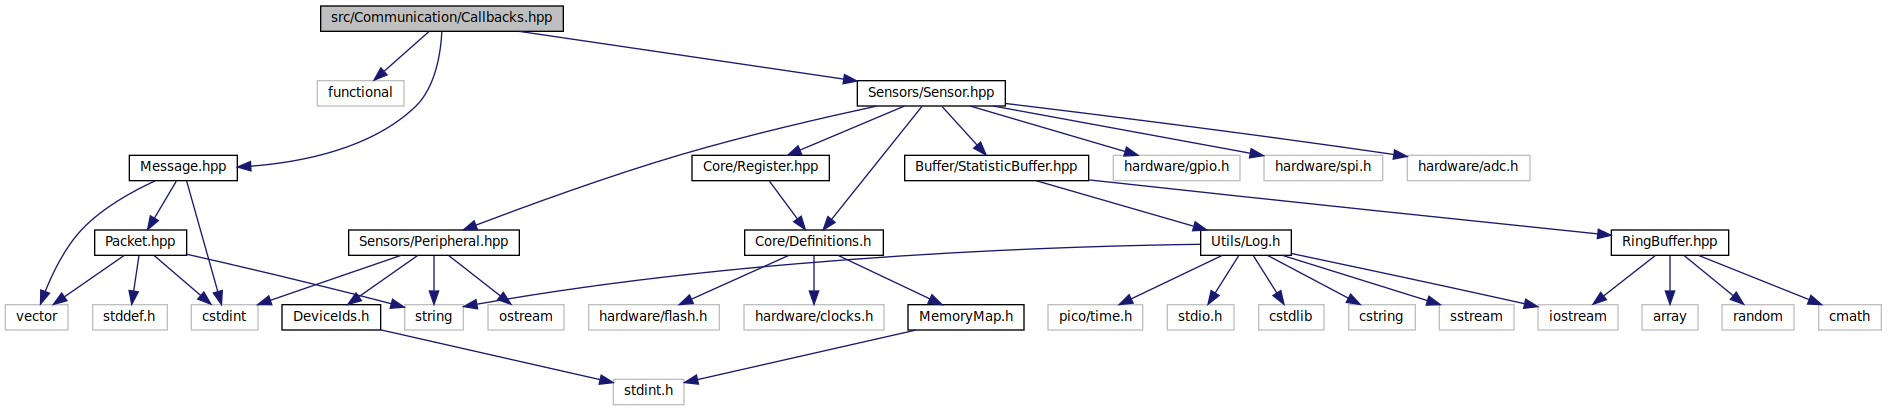 src/Communication/Callbacks.hpp
functional
Sensors/Sensor.hpp
Message.hpp
Core/Register.hpp
Buffer/StatisticBuffer.hpp
hardware/gpio.h
hardware/spi.h
hardware/adc.h
Packet.hpp
Sensors/Peripheral.hpp
Core/Definitions.h
Utils/Log.h
RingBuffer.hpp
vector
stddef.h
cstdint
DeviceIds.h
string
ostream
hardware/flash.h
hardware/clocks.h
MemoryMap.h
pico/time.h
stdio.h
cstdlib
cstring
sstream
iostream
array
random
cmath
stdint.h